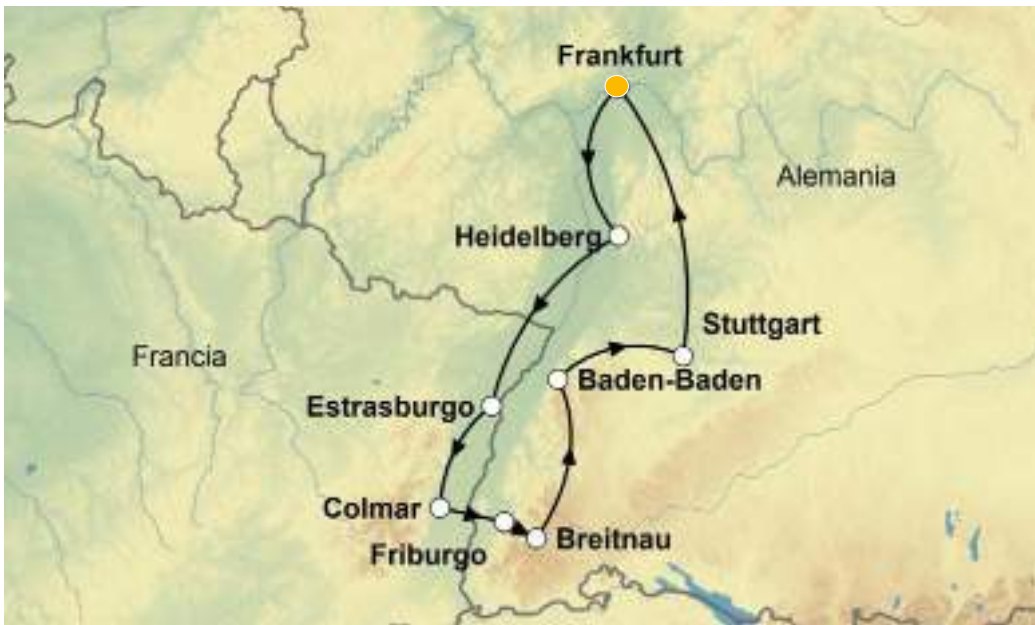 Frankfurt
Alemania
Heidelberg
Stuttgart
Francia
Baden-Baden
Estrasburgo
Colmar
Friburgo
Breitnau